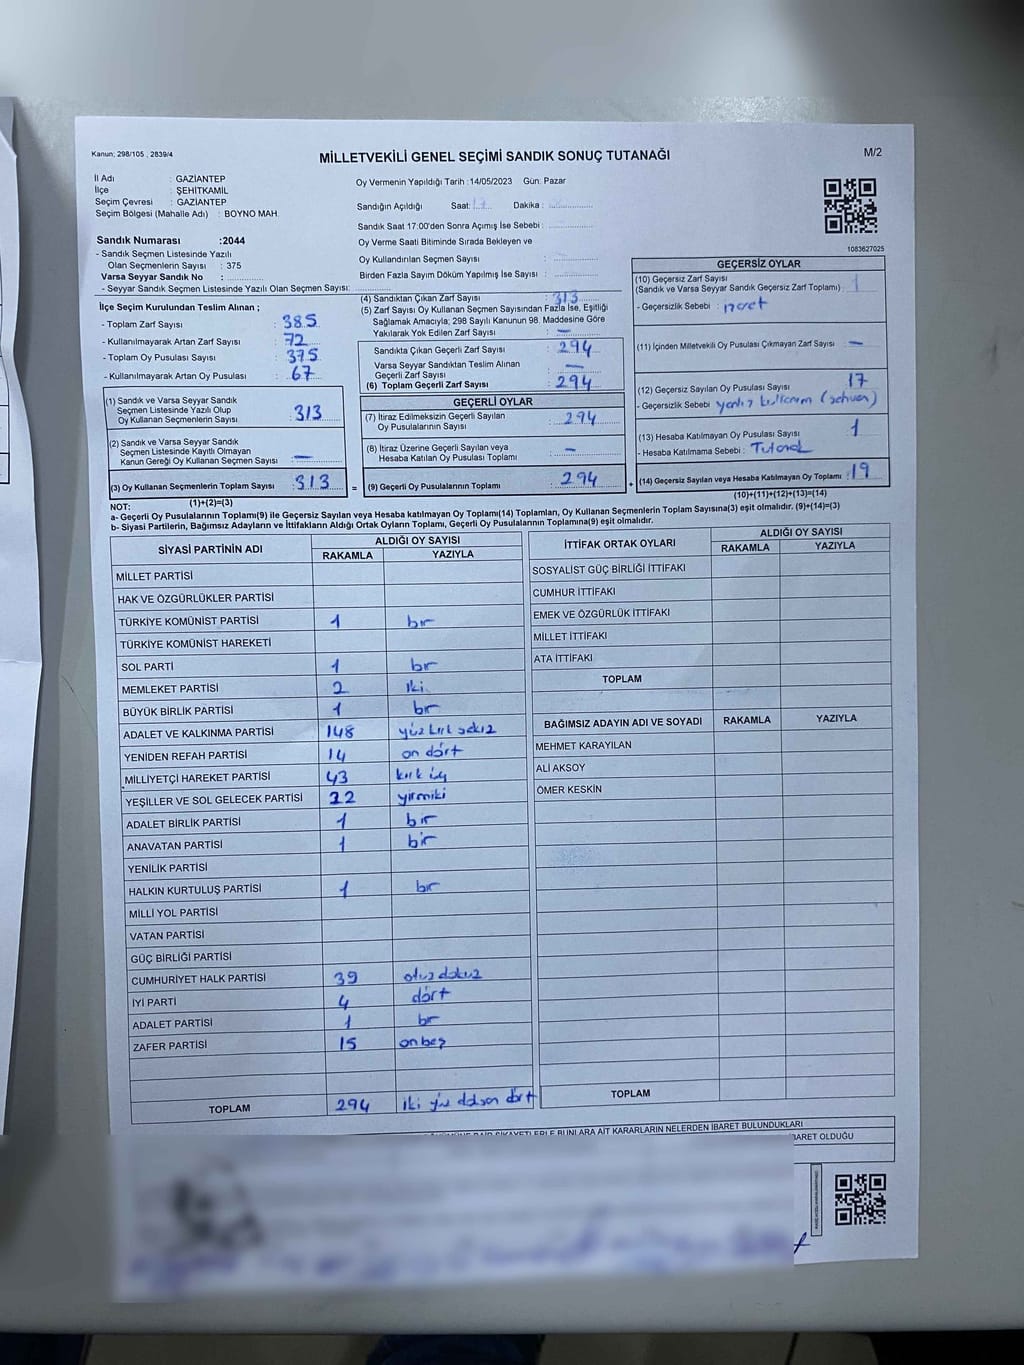 Kanun; 298/105 , 2839/4
MİLLETVEKİLİ GENEL SEÇİMİ SANDIK SONUÇ TUTANAĞI
M/2
İl Adı : GAZİANTEP
İlçe : ŞEHİTKAMİL
Seçim Çevresi : GAZİANTEP
Seçim Bölgesi (Mahalle Adı) : BOYNO MAH.
Oy Vermenin Yapıldığı Tarih :14/05/2023 Gün: Pazar
Sandığın Açıldığı Saat: Dakika :
Sandık Saat 17:00'den Sonra Açımış İse Sebebi :
Oy Verme Saati Bitiminde Sırada Bekleyen ve
Oy Kullandırılan Seçmen Sayısı :
Birden Fazla Sayım Döküm Yapılmış İse Sayısı :
1083627025
Sandık Numarası :2044
- Sandık Seçmen Listesinde Yazılı
Olan Seçmenlerin Sayısı : 375
Varsa Seyyar Sandık No :
- Seyyar Sandık Seçmen Listesinde Yazılı Olan Seçmen Sayısı:
İlçe Seçim Kurulundan Teslim Alınan ;
- Toplam Zarf Sayısı : 385
- Kullanılmayarak Artan Zarf Sayısı : 72
- Toplam Oy Pusulası Sayısı : 375
- Kullanılmayarak Artan Oy Pusulası : 67
(1) Sandık ve Varsa Seyyar Sandık
Seçmen Listesinde Yazılı Olup
Oy Kullanan Seçmenlerin Sayısı : 313
(2) Sandık ve Varsa Seyyar Sandık
Seçmen Listesinde Kayıtlı Olmayan
Kanun Gereği Oy Kullanan Seçmen Sayısı : —
(3) Oy Kullanan Seçmenlerin Toplam Sayısı : 313
(4) Sandıktan Çıkan Zarf Sayısı : 313
(5) Zarf Sayısı Oy Kullanan Seçmen Sayısından Fazla İse, Eşitliği
Sağlamak Amacıyla; 298 Sayılı Kanunun 98. Maddesine Göre
Yakılarak Yok Edilen Zarf Sayısı : —
Sandıkta Çıkan Geçerli Zarf Sayısı : 294
Varsa Seyyar Sandıktan Teslim Alınan
Geçerli Zarf Sayısı : —
(6) Toplam Geçerli Zarf Sayısı : 294
GEÇERLİ OYLAR
(7) İtiraz Edilmeksizin Geçerli Sayılan
Oy Pusulalarının Sayısı : 294
(8) İtiraz Üzerine Geçerli Sayılan veya
Hesaba Katılan Oy Pusulası Toplamı : —
= (9) Geçerli Oy Pusulalarının Toplamı : 294
GEÇERSİZ OYLAR
(10) Geçersiz Zarf Sayısı
(Sandık ve Varsa Seyyar Sandık Geçersiz Zarf Toplamı) : 1
- Geçersizlik Sebebi :
(11) İçinden Milletvekili Oy Pusulası Çıkmayan Zarf Sayısı : —
(12) Geçersiz Sayılan Oy Pusulası Sayısı : 17
- Geçersizlik Sebebi
(13) Hesaba Katılmayan Oy Pusulası Sayısı : 1
- Hesaba Katılmama Sebebi :
+ (14) Geçersiz Sayılan veya Hesaba Katılmayan Oy Toplamı : 19
NOT: (1)+(2)=(3)
(10)+(11)+(12)+(13)=(14)
a- Geçerli Oy Pusulalarının Toplamı(9) ile Geçersiz Sayılan veya Hesaba katılmayan Oy Toplamı(14) Toplamları, Oy Kullanan Seçmenlerin Toplam Sayısına(3) eşit olmalıdır. (9)+(14)=(3)
b- Siyasi Partilerin, Bağımsız Adayların ve İttifakların Aldığı Ortak Oyların Toplamı, Geçerli Oy Pusulalarının Toplamına(9) eşit olmalıdır.
SİYASİ PARTİNİN ADI ALDIĞI OY SAYISI
RAKAMLA YAZIYLA
MİLLET PARTİSİ
HAK VE ÖZGÜRLÜKLER PARTİSİ
TÜRKİYE KOMÜNİST PARTİSİ 1 bir
TÜRKİYE KOMÜNİST HAREKETİ
SOL PARTİ 1 bir
MEMLEKET PARTİSİ 2 iki
BÜYÜK BİRLİK PARTİSİ 1 bir
ADALET VE KALKINMA PARTİSİ 148 yüz kırk sekiz
YENİDEN REFAH PARTİSİ 14 on dört
MİLLİYETÇİ HAREKET PARTİSİ 43 kırk üç
YEŞİLLER VE SOL GELECEK PARTİSİ 22 yirmiki
ADALET BİRLİK PARTİSİ 1 bir
ANAVATAN PARTİSİ 1 bir
YENİLİK PARTİSİ
HALKIN KURTULUŞ PARTİSİ 1 bir
MİLLİ YOL PARTİSİ
VATAN PARTİSİ
GÜÇ BİRLİĞİ PARTİSİ
CUMHURİYET HALK PARTİSİ 39 otuz dokuz
İYİ PARTİ 4 dört
ADALET PARTİSİ 1 bir
ZAFER PARTİSİ 15 onbeş
TOPLAM 294 iki yüz doksan dört
İTTİFAK ORTAK OYLARI ALDIĞI OY SAYISI
RAKAMLA YAZIYLA
SOSYALİST GÜÇ BİRLİĞİ İTTİFAKI
CUMHUR İTTİFAKI
EMEK VE ÖZGÜRLÜK İTTİFAKI
MİLLET İTTİFAKI
ATA İTTİFAKI
TOPLAM
BAĞIMSIZ ADAYIN ADI VE SOYADI RAKAMLA YAZIYLA
MEHMET KARAYILAN
ALİ AKSOY
ÖMER KESKİN
TOPLAM
ŞİKAYETLERLE BUNLARA AİT KARARLARIN NELERDEN İBARET BULUNDUKLARI
İBARET OLDUĞU